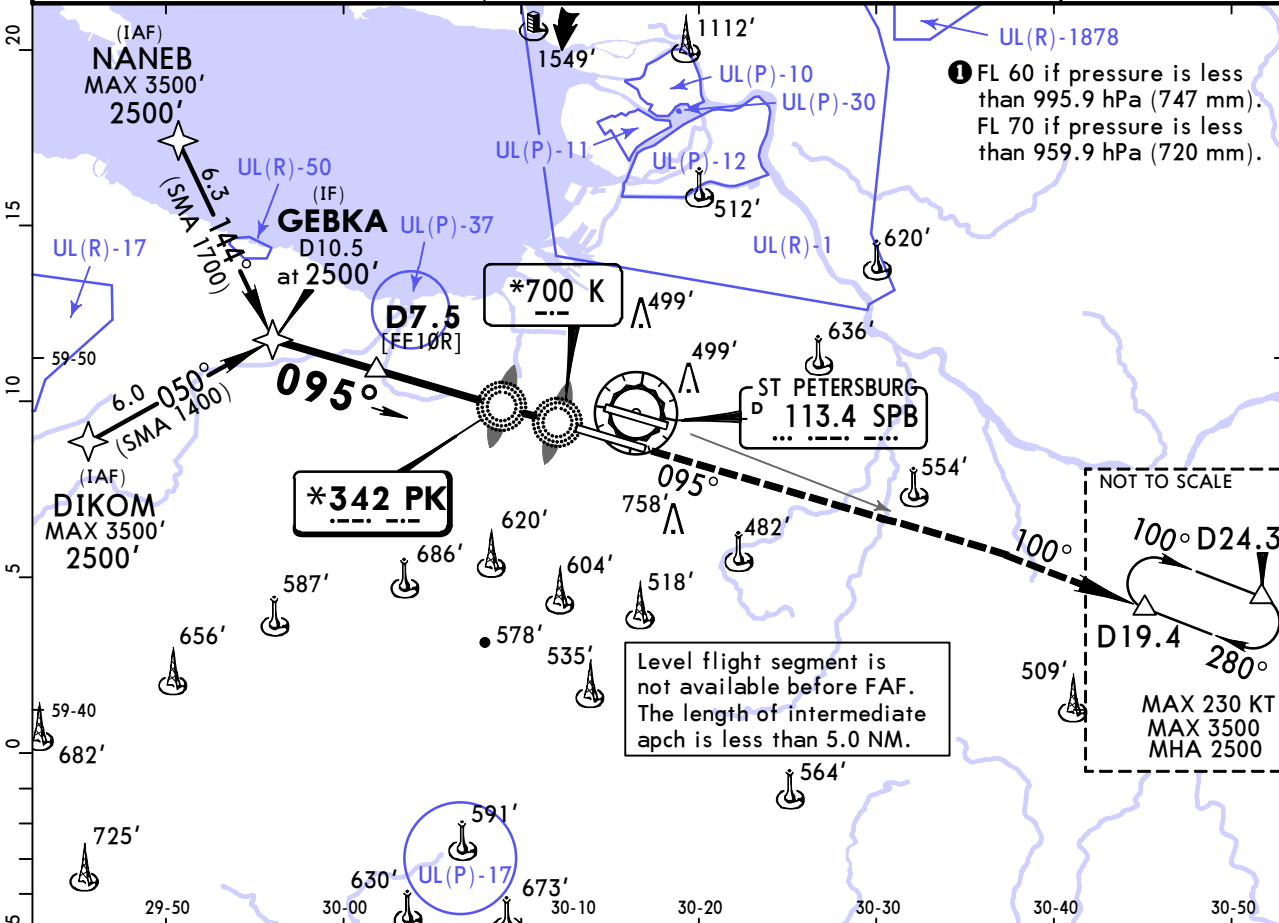 20
15
10
5
0
5
(IAF)
NANEB
MAX 3500'
2500'
6.3
144°
(SMA 1700)
UL(R)-50
(IF)
GEBKA
D10.5
at 2500'
UL(P)-37
UL(R)-17
D7.5
[FF10R]
59-50
6.0
050°
(SMA 1400)
(IAF)
DIKOM
MAX 3500'
2500'
095°
*700 K
*342 PK
1549'
1112'
UL(P)-10
UL(P)-30
UL(P)-11
UL(P)-12
512'
UL(R)-1
UL(R)-1878
1 FL 60 if pressure is less
than 995.9 hPa (747 mm).
FL 70 if pressure is less
than 959.9 hPa (720 mm).
620'
499'
499'
636'
ST PETERSBURG
D 113.4 SPB
095°
758'
554'
482'
100°
NOT TO SCALE
100°
D24.3
D19.4
280°
MAX 230 KT
MAX 3500
MHA 2500
620'
686'
604'
518'
587'
656'
578'
535'
509'
Level flight segment is
not available before FAF.
The length of intermediate
apch is less than 5.0 NM.
59-40
682'
564'
725'
591'
UL(P)-17
630'
673'
29-50
30-00
30-10
30-20
30-30
30-40
30-50